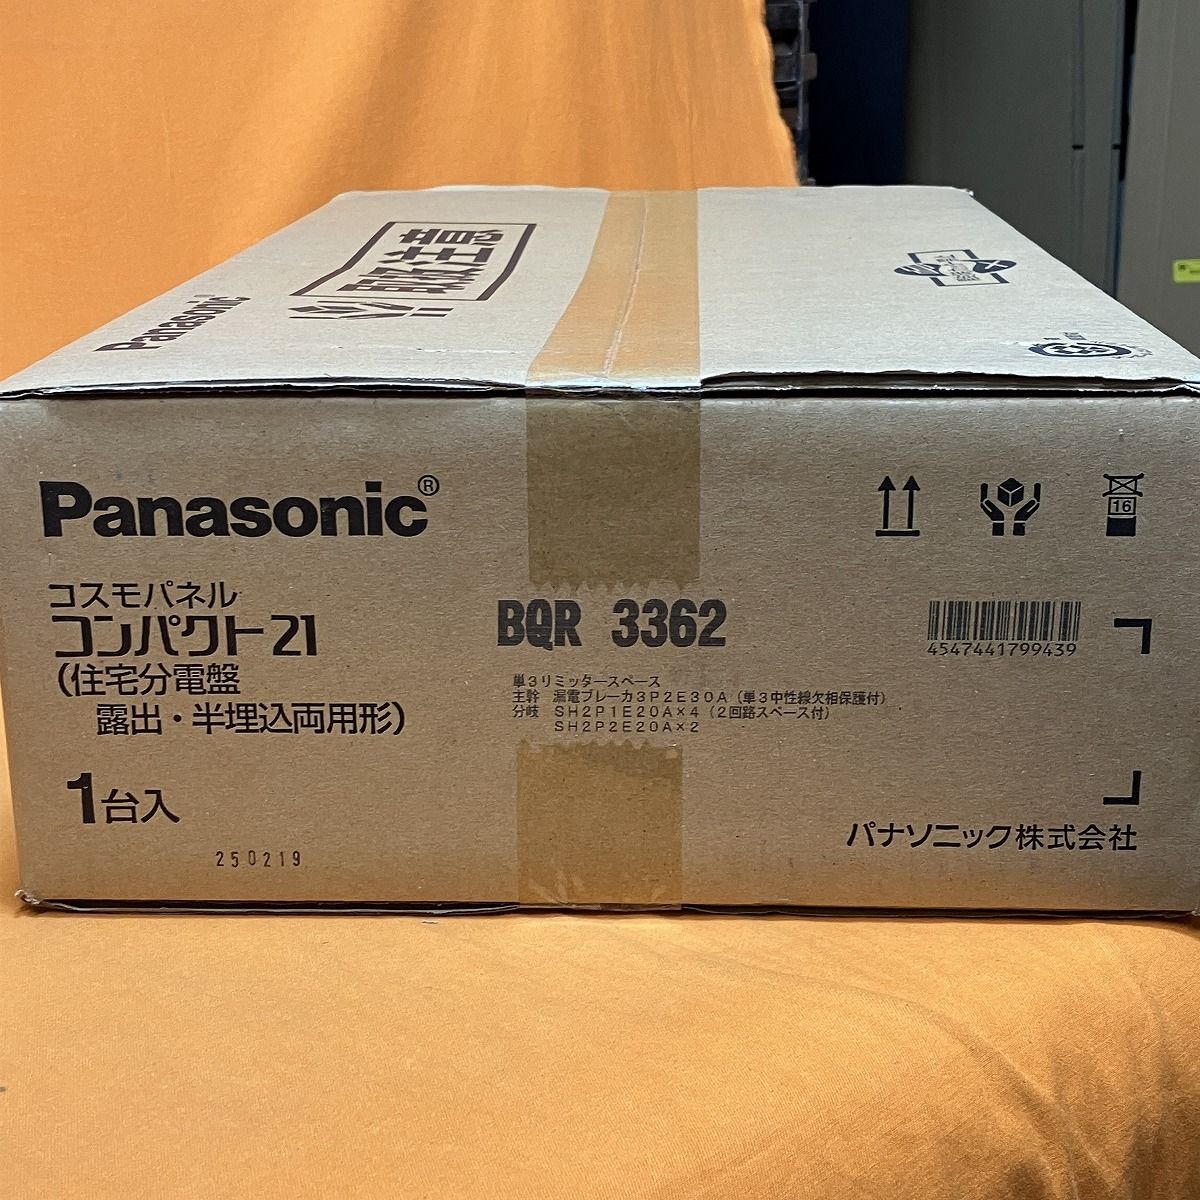 取扱注意
Panasonic
Panasonic®
コスモパネル
コンパクト21
(住宅分電盤
露出・半埋込両用形)
1台入
250219
BQR 3362
単3リミッタースペース
主幹 漏電ブレーカ3P2E30A (単3中性線欠相保護付)
分岐 SH2P1E20A×4 (2回路スペース付)
SH2P2E20A×2
16
4547441799439
パナソニック株式会社